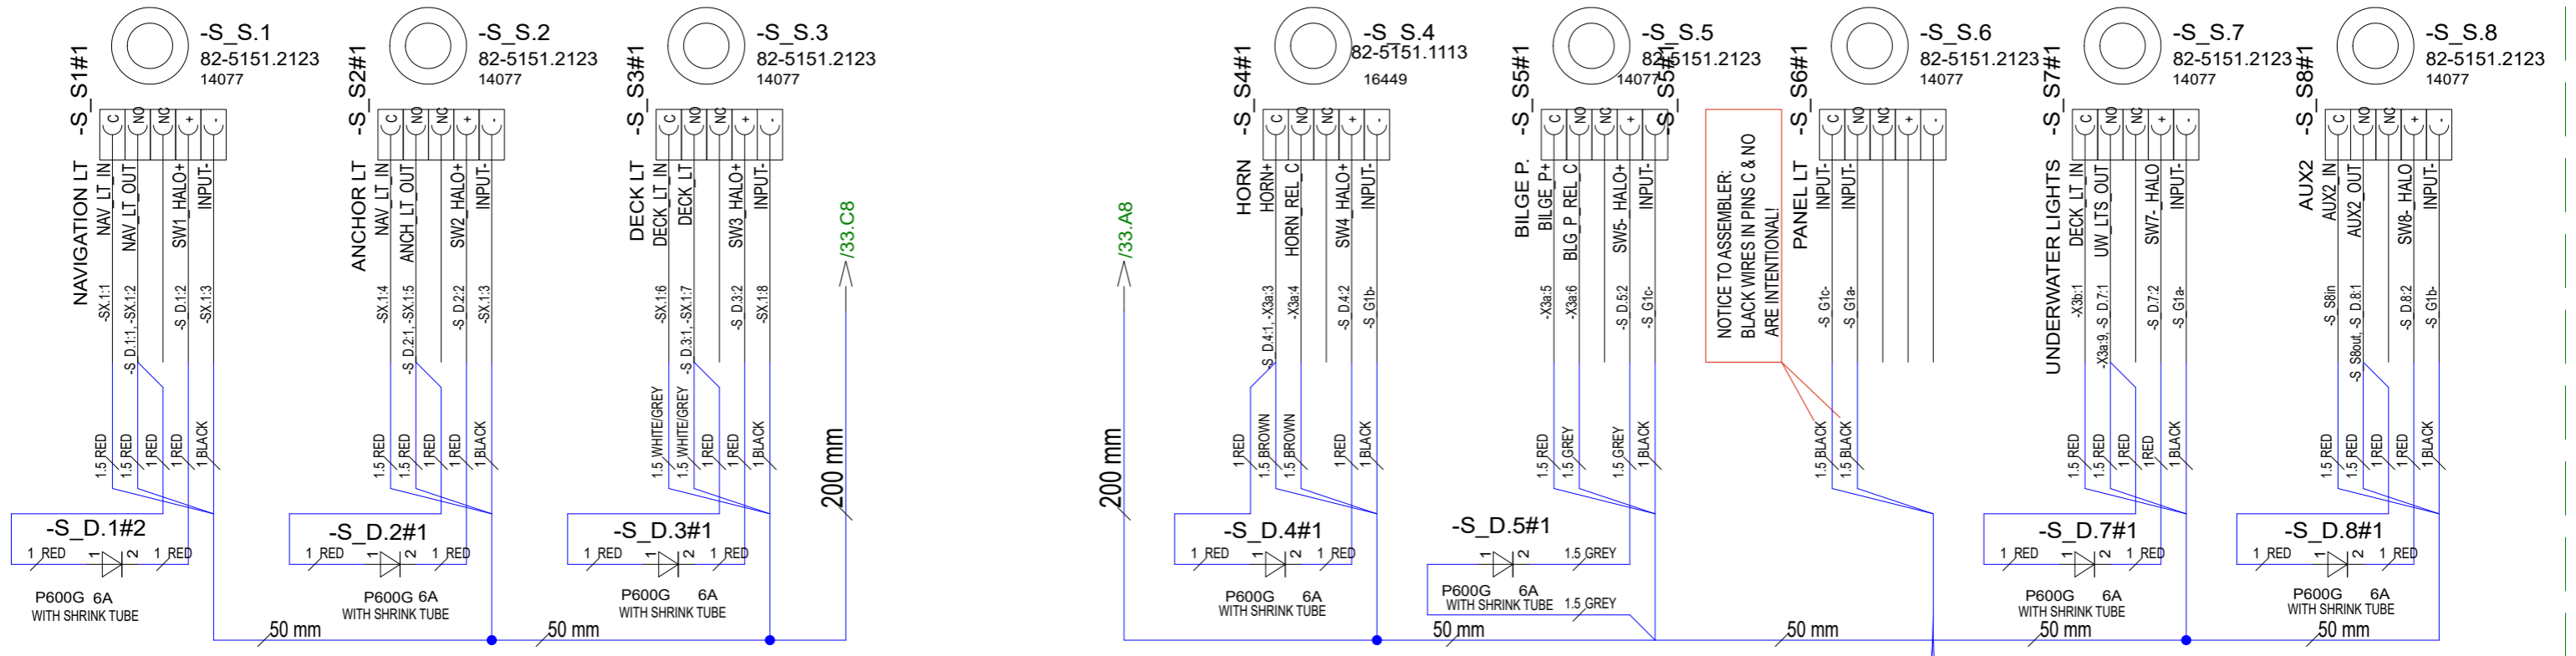 -S_S1#1
-S_S.1
82-5151.2123
14077
C
NO
NC
+
-
NAVIGATION LT
NAV_LT_IN
NAV_LT_OUT
SW1_HALO+
INPUT-
-SX.1:1
-S_D.1:1, -SX.1:2
-S_D.1:2
-SX.1:3
1.5 RED
1.5 RED
1 RED
1 RED
1 BLACK
-S_D.1#2
1 RED
1
2
1 RED
P600G 6A
WITH SHRINK TUBE
50 mm
-S_S2#1
-S_S.2
82-5151.2123
14077
C
NO
NC
+
-
ANCHOR LT
NAV_LT_IN
ANCH_LT_OUT
SW2_HALO+
INPUT-
-SX.1:4
-S_D.2:1, -SX.1:5
-S_D.2:2
-SX.1:3
1.5 RED
1.5 RED
1 RED
1 RED
1 BLACK
-S_D.2#1
1 RED
1
2
1 RED
P600G 6A
WITH SHRINK TUBE
50 mm
-S_S3#1
-S_S.3
82-5151.2123
14077
C
NO
NC
+
-
DECK LT
DECK_LT_IN
DECK_LT
SW3_HALO+
INPUT-
-SX.1:6
-S_D.3:1, -SX.1:7
-S_D.3:2
-SX.1:8
1.5 WHITE/GREY
1.5 WHITE/GREY
1 RED
1 RED
1 BLACK
-S_D.3#1
1 RED
1
2
1 RED
P600G 6A
WITH SHRINK TUBE
/33.C8
200 mm
/33.A8
200 mm
-S_S4#1
-S_S.4
82-5151.1113
16449
C
NO
NC
+
-
HORN
HORN+
HORN_REL_C
SW4_HALO+
INPUT-
-S_D.4:1, -X3a:3
-X3a:4
-S_D.4:2
-S_G1b-
1 RED
1.5 BROWN
1.5 BROWN
1 RED
1 BLACK
-S_D.4#1
1 RED
1
2
1 RED
P600G 6A
WITH SHRINK TUBE
50 mm
-S_S5#1
-S_S.5
82-5151.2123
14077
-S_S5#1
C
NO
NC
+
-
BILGE P.
BILGE_P+
BLG_P_REL_C
SW5-_HALO+
INPUT-
-X3a:5
-X3a:6
-S_D.5:2
-S_G1c-
1.5 RED
1.5 GREY
1.5 GREY
1 BLACK
-S_D.5#1
1
2
1.5 GREY
P600G 6A
WITH SHRINK TUBE
1.5 GREY
50 mm
NOTICE TO ASSEMBLER:
BLACK WIRES IN PINS C & NO
ARE INTENTIONAL!
-S_S6#1
-S_S.6
82-5151.2123
14077
C
NO
NC
+
-
PANEL LT
INPUT-
INPUT-
-S_G1c-
-S_G1a-
1.5 BLACK
1.5 BLACK
50 mm
-S_S7#1
-S_S.7
82-5151.2123
14077
C
NO
NC
+
-
UNDERWATER LIGHTS
DECK_LT_IN
UW_LTS_OUT
SW7-_HALO
INPUT-
-X3b:1
-X3a:9, -S_D.7:1
-S_D.7:2
-S_G1a-
1.5 RED
1.5 RED
1 RED
1RED
1 BLACK
-S_D.7#1
1 RED
1
2
1 RED
P600G 6A
WITH SHRINK TUBE
50 mm
-S_S8#1
-S_S.8
82-5151.2123
14077
C
NO
NC
+
-
AUX2
AUX2_IN
AUX2_OUT
SW8-_HALO
INPUT-
-S_S8in
-S_S8out, -S_D.8:1
-S_D.8:2
-S_G1b-
1.5 RED
1.5 RED
1 RED
1 RED
1 BLACK
-S_D.8#1
1 RED
1
2
1 RED
P600G 6A
WITH SHRINK TUBE
50 mm